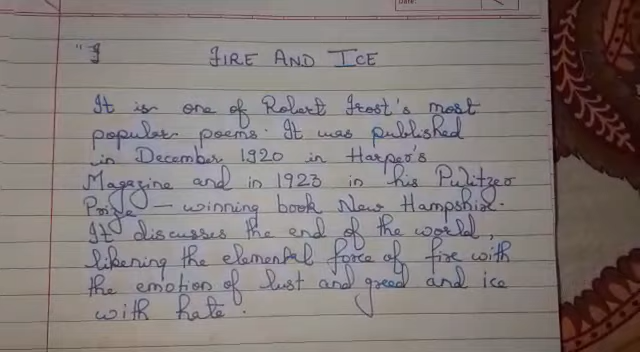 DATE:
FIRE AND ICE
It is one of Robert Frost's most
popular poems. It was published
in December 1920 in Harper's
Magazine and in 1923 in his Pulitzer
Prize - winning book New Hampshire.
It discusses the end of the world,
likening the elemental force of fire with
the emotion of lust and greed and ice
with hate.